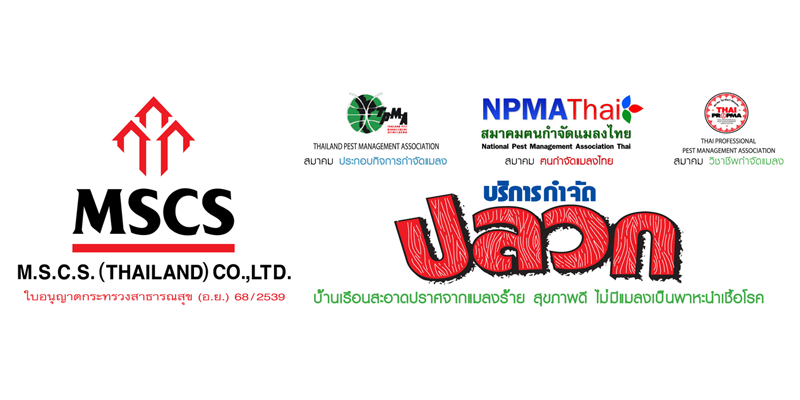 MSCS
M.S.C.S. (THAILAND) CO.,LTD.
ใบอนุญาตกระทรวงสาธารณสุข (อ.ย.) 68/2539
TPMA
THAILAND PEST MANAGEMENT ASSOCIATION
สมาคม ประกอบกิจการกำจัดแมลง
NPMAThai
สมาคมฅนกำจัดแมลงไทย
National Pest Management Association Thai
สมาคม ฅนกำจัดแมลงไทย
THAI
PROPMA
THAI PROFESSIONAL
PEST MANAGEMENT ASSOCIATION
สมาคม วิชาชีพกำจัดแมลง
บริการกำจัด
ปลวก
บ้านเรือนสะอาดปราศจากแมลงร้าย สุขภาพดี ไม่มีแมลงเป็นพาหะนำเชื้อโรค